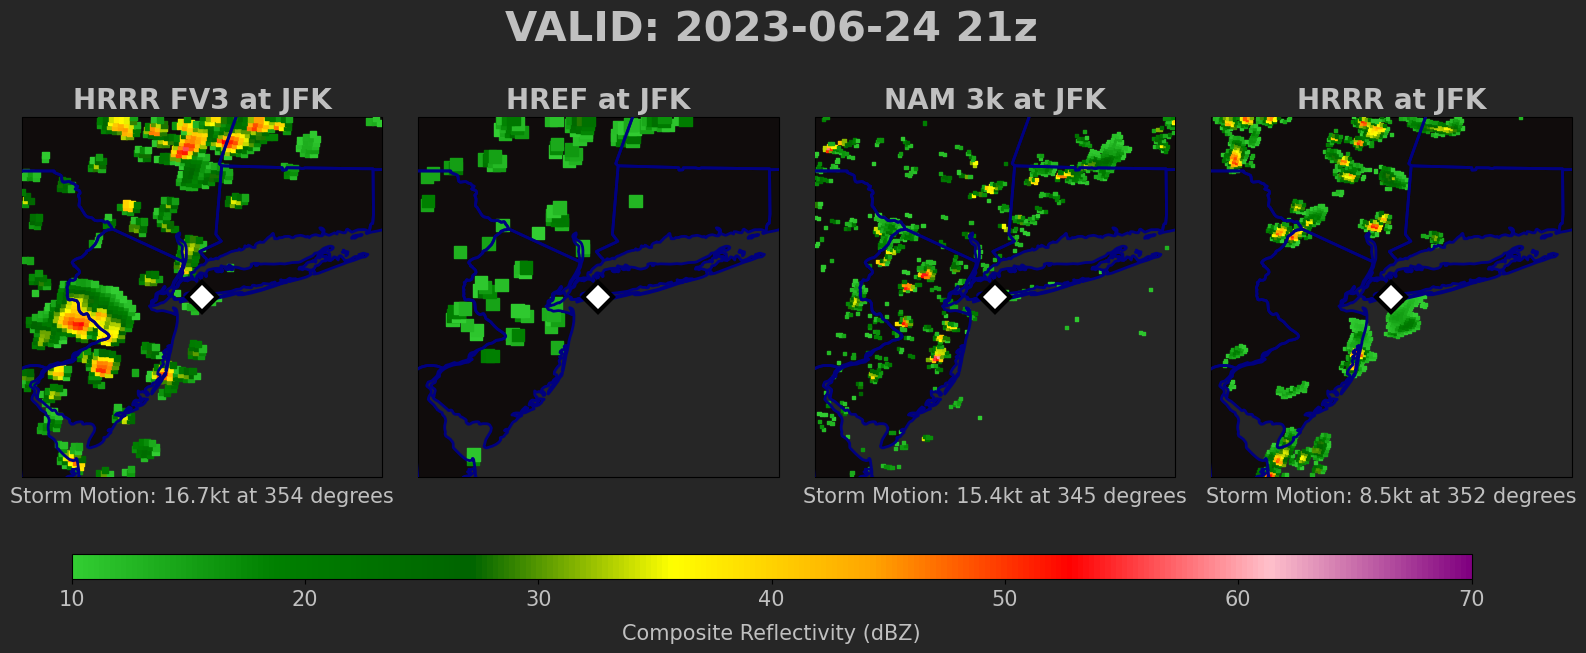 VALID: 2023-06-24 21z
HRRR FV3 at JFK
HREF at JFK
NAM 3k at JFK
HRRR at JFK
Storm Motion: 16.7kt at 354 degrees
Storm Motion: 15.4kt at 345 degrees
Storm Motion: 8.5kt at 352 degrees
10 20 30 40 50 60 70
Composite Reflectivity (dBZ)